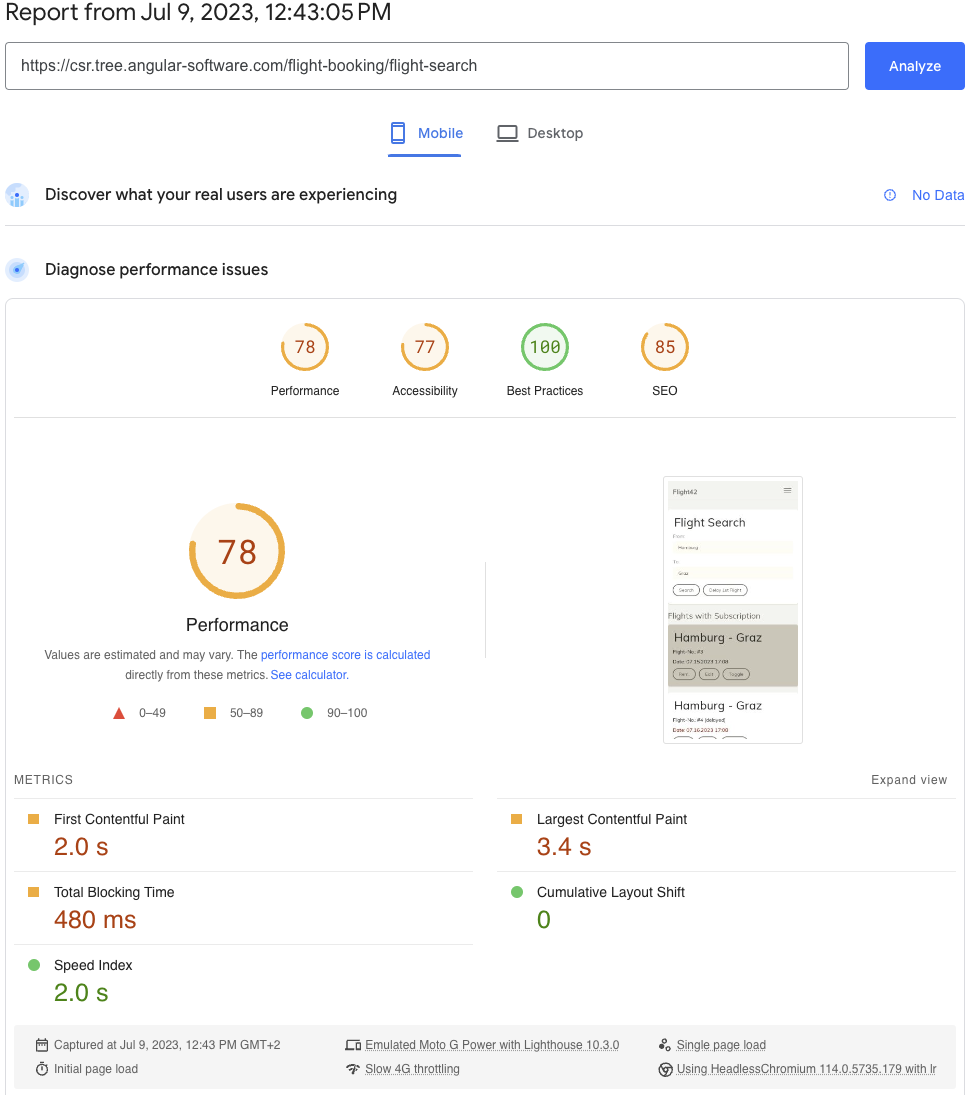 Report from Jul 9, 2023, 12:43:05 PM
https://csr.tree.angular-software.com/flight-booking/flight-search
Analyze
Mobile
Desktop
Discover what your real users are experiencing
No Data
Diagnose performance issues
78
77
100
85
Performance
Accessibility
Best Practices
SEO
78
Performance
Values are estimated and may vary. The performance score is calculated
directly from these metrics. See calculator.
0–49
50–89
90–100
Flight42
Flight Search
From:
Hamburg
To:
Graz
Search
Delay 1st Flight
Flights with Subscription
Hamburg - Graz
Flight-No.: #3
Date: 07.15.2023 17:08
Edit
Toggle
Hamburg - Graz
Flight-No.: #4 (delayed)
Date: 07.16.2023 17:08
METRICS
Expand view
First Contentful Paint
2.0 s
Largest Contentful Paint
3.4 s
Total Blocking Time
480 ms
Cumulative Layout Shift
0
Speed Index
2.0 s
Captured at Jul 9, 2023, 12:43 PM GMT+2
Emulated Moto G Power with Lighthouse 10.3.0
Single page load
Initial page load
Slow 4G throttling
Using HeadlessChromium 114.0.5735.179 with lr